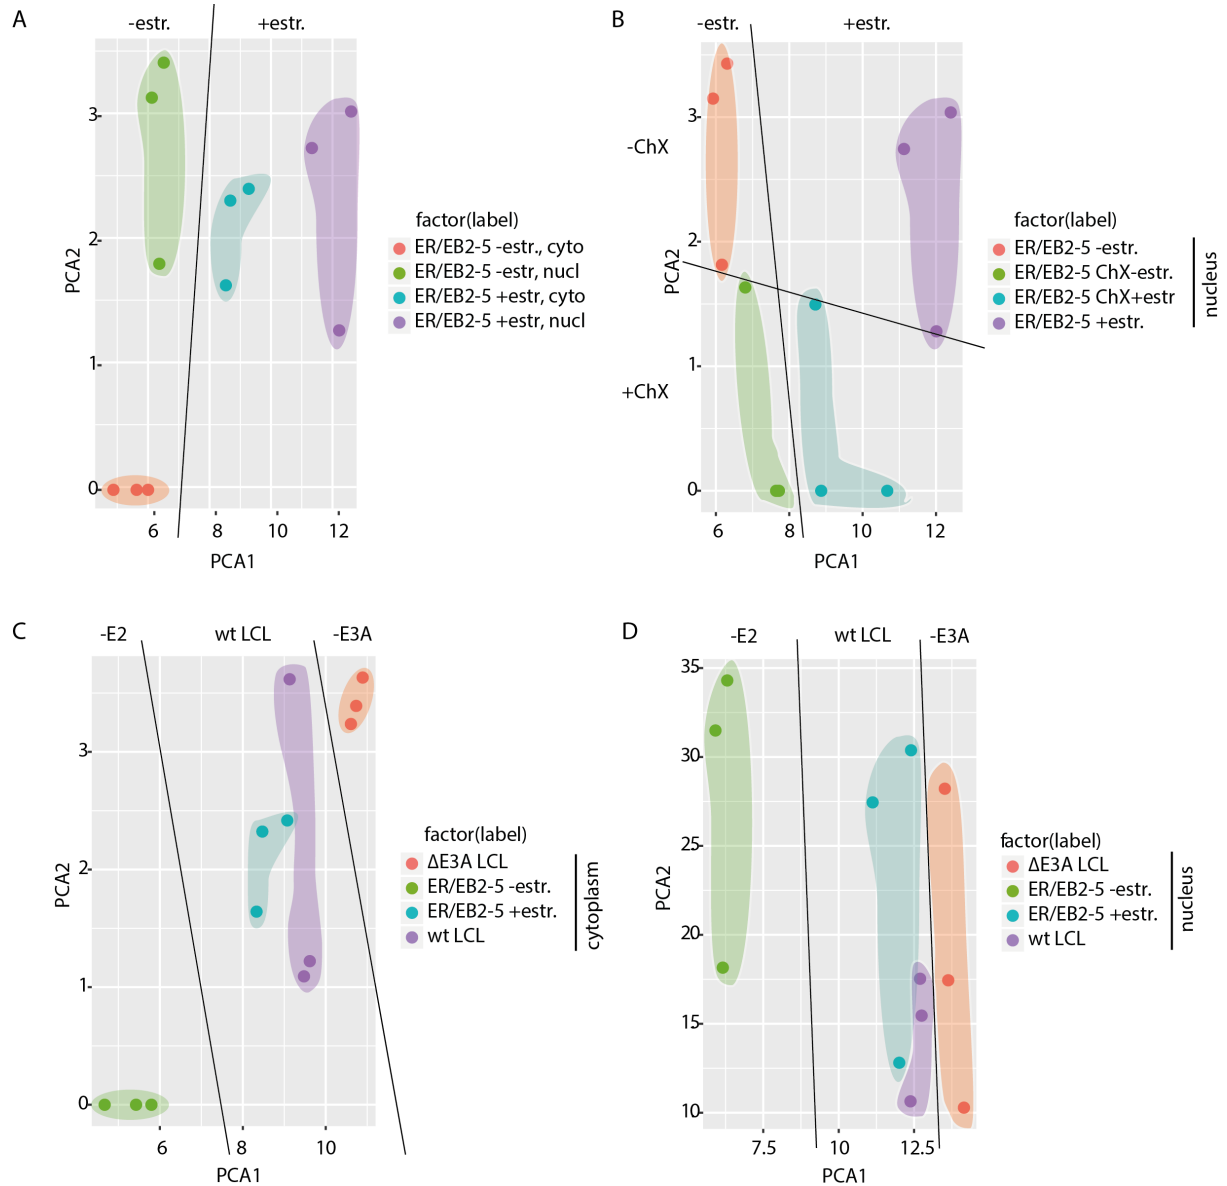 A
-estr.
+estr.
3
2
1
0
PCA2
6
8
10
12
PCA1
factor(label)
ER/EB2-5 -estr., cyto
ER/EB2-5 -estr, nucl
ER/EB2-5 +estr, cyto
ER/EB2-5 +estr, nucl
B
-estr.
+estr.
-ChX
+ChX
3
2
1
0
PCA2
6
8
10
12
PCA1
factor(label)
ER/EB2-5 -estr.
ER/EB2-5 ChX-estr.
ER/EB2-5 ChX+estr
ER/EB2-5 +estr.
nucleus
C
-E2
wt LCL
-E3A
3
2
1
0
PCA2
6
8
10
PCA1
factor(label)
ΔE3A LCL
ER/EB2-5 -estr.
ER/EB2-5 +estr.
wt LCL
cytoplasm
D
-E2
wt LCL
-E3A
35
30
25
20
15
10
PCA2
7.5
10
12.5
PCA1
factor(label)
ΔE3A LCL
ER/EB2-5 -estr.
ER/EB2-5 +estr.
wt LCL
nucleus